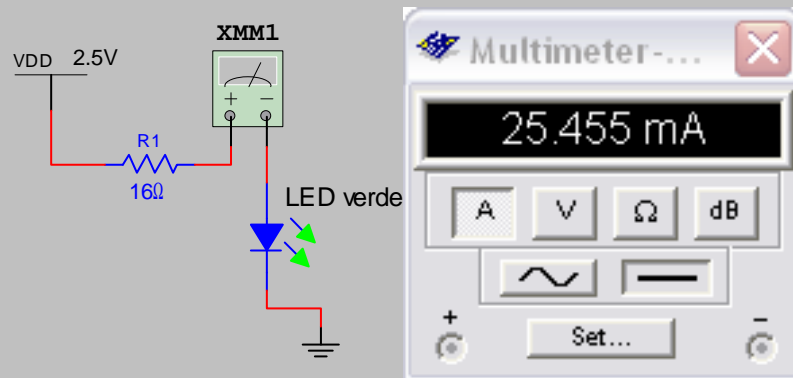 XMM1
VDD 2.5V
+ −
R1
16Ω
LED verde
Multimeter-...
25.455 mA
A V Ω dB
+ −
Set...